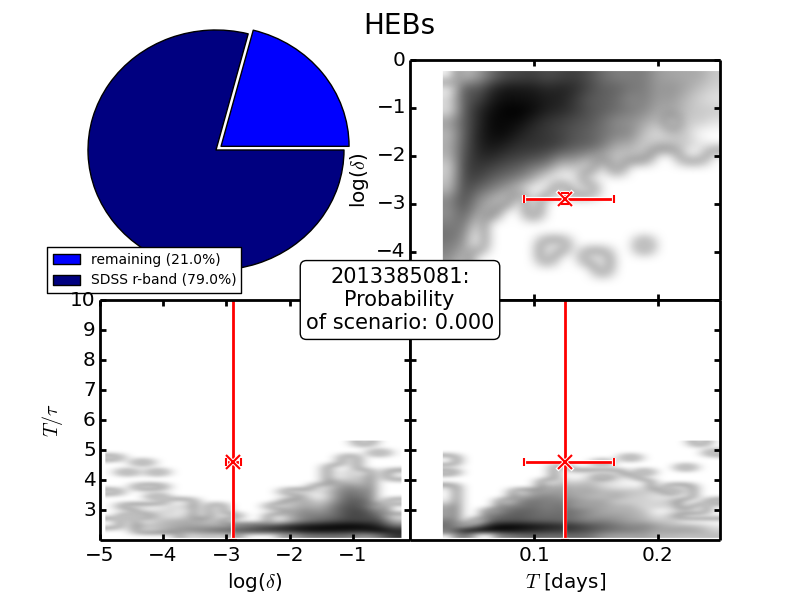 HEBs
remaining (21.0%)
SDSS r-band (79.0%)
0
−1
−2
−3
−4
log(δ)
2013385081:
Probability
of scenario: 0.000
10
9
8
7
6
5
4
3
T/τ
−5 −4 −3 −2 −1
log(δ)
0.1 0.2
T [days]